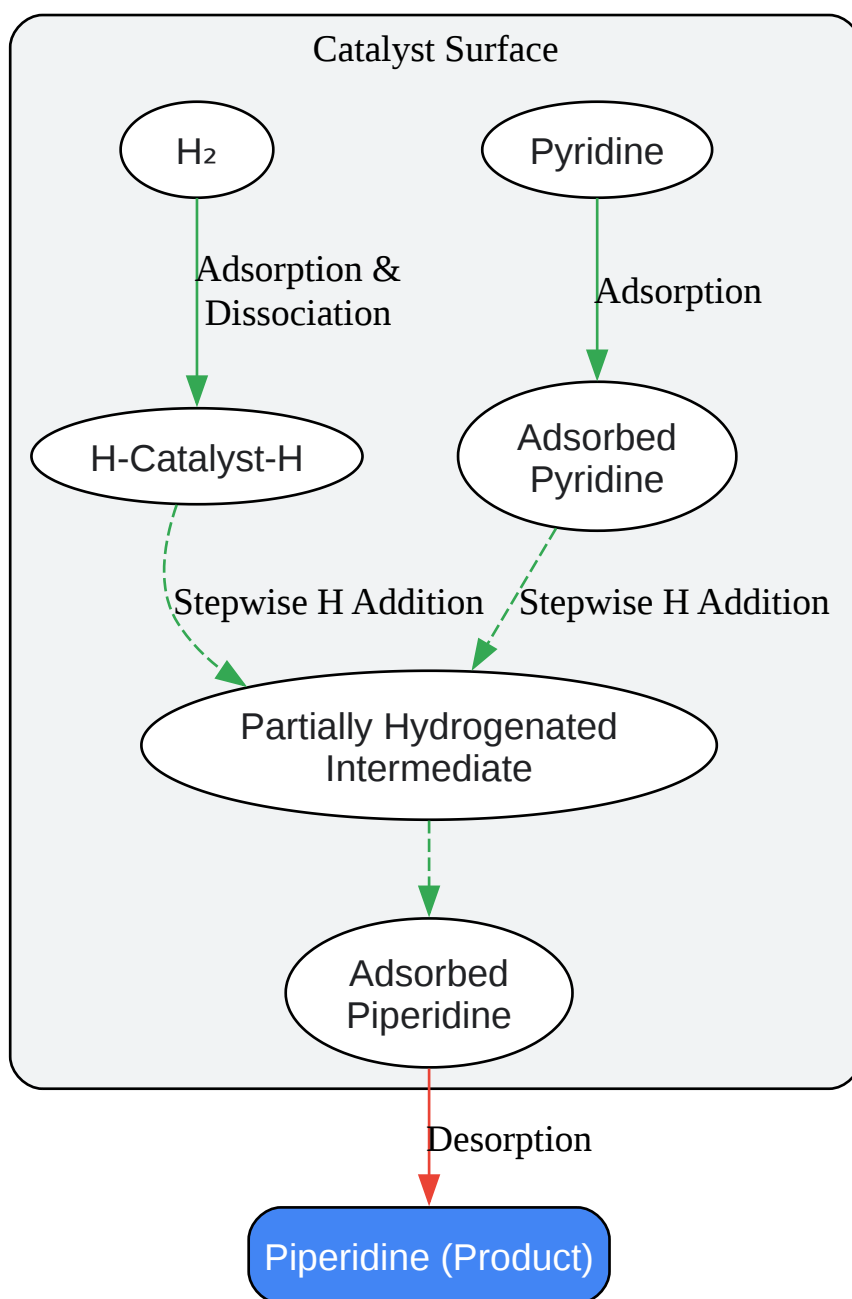 Catalyst Surface
H₂
Pyridine
Adsorption &
Dissociation
Adsorption
H-Catalyst-H
Adsorbed
Pyridine
Stepwise H Addition
Stepwise H Addition
Partially Hydrogenated
Intermediate
Adsorbed
Piperidine
Desorption
Piperidine (Product)